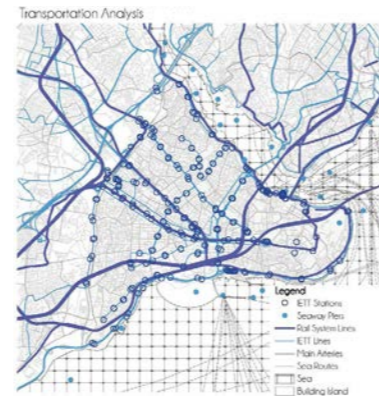 Transportation Analysis
Legend
IETT Stations
Seaway Piers
Rail System Lines
IETT Lines
Main Arteries
Sea Routes
Sea
Building Island